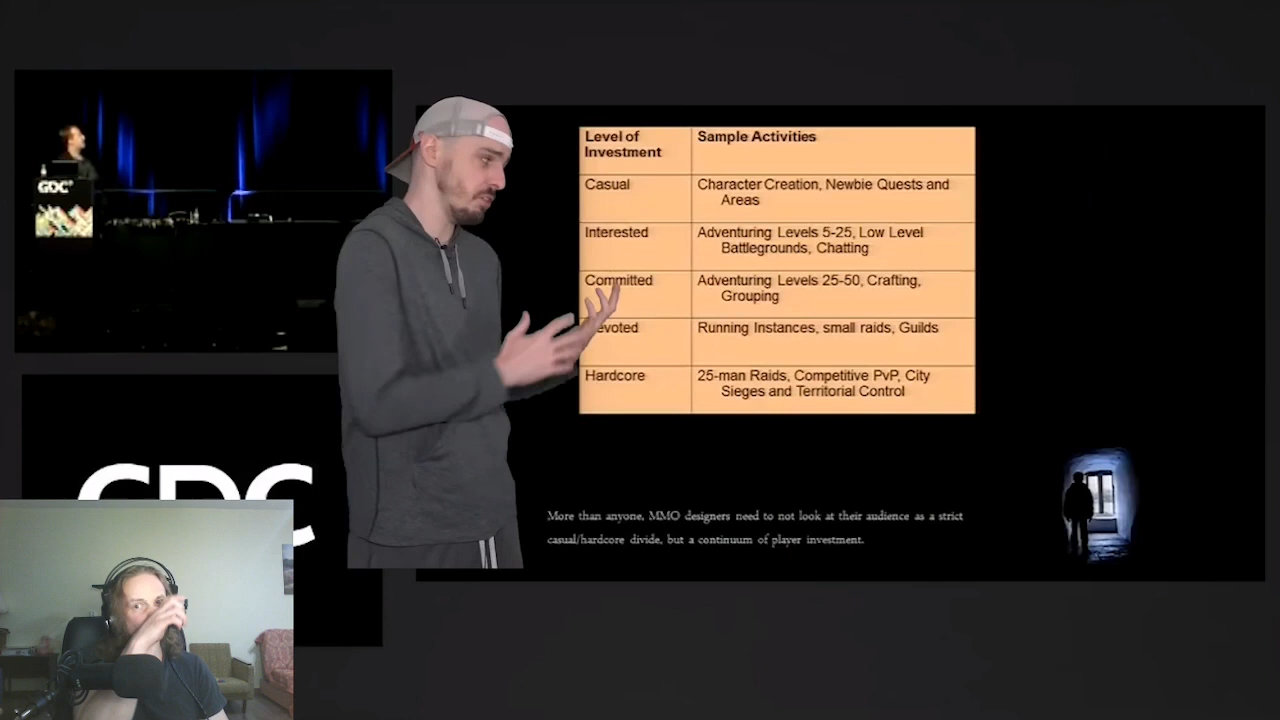 GDC
Level of Investment
Sample Activities
Casual
Character Creation, Newbie Quests and
Areas
Interested
Adventuring Levels 5-25, Low Level
Battlegrounds, Chatting
Committed
Adventuring Levels 25-50, Crafting,
Grouping
evoted
Running Instances, small raids, Guilds
Hardcore
25-man Raids, Competitive PvP, City
Sieges and Territorial Control
GDC
More than anyone, MMO designers need to not look at their audience as a strict
casual/hardcore divide, but a continuum of player investment.